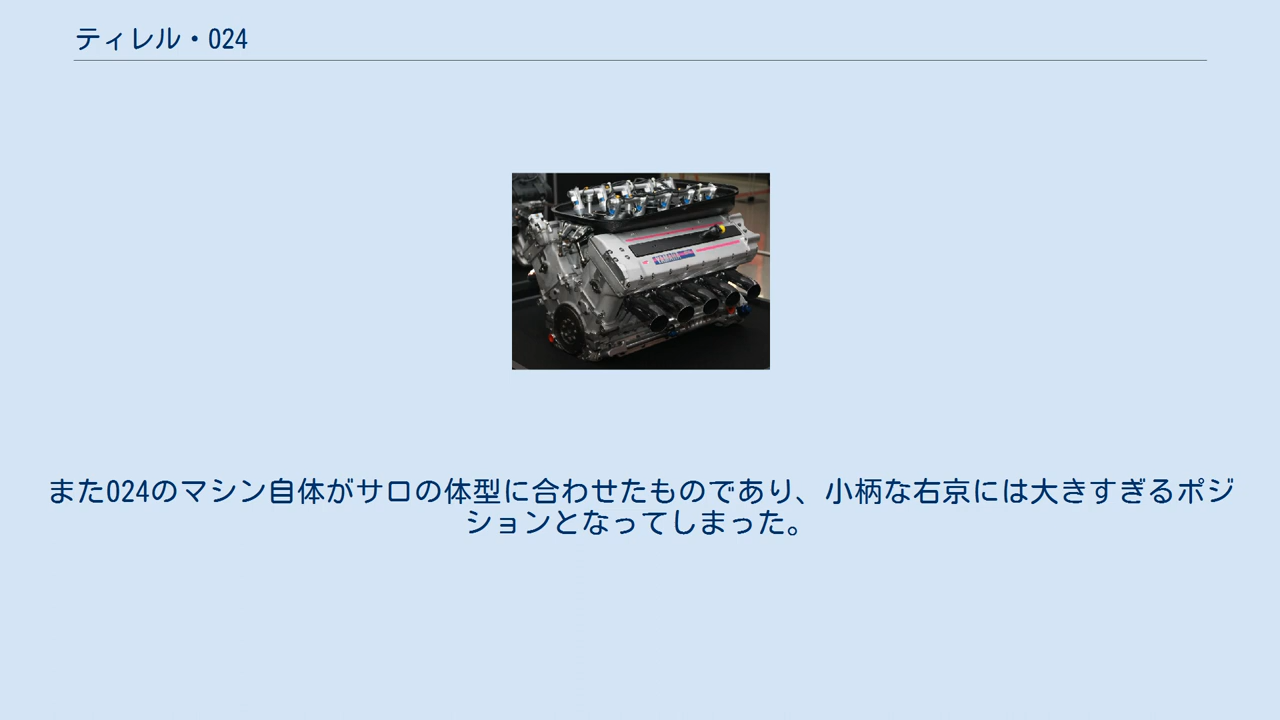 ティレル・024
また024のマシン自体がサロの体型に合わせたものであり、小柄な右京には大きすぎるポジ
ションとなってしまった。